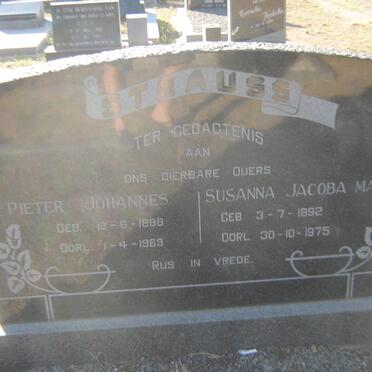 STRAUSS
TER GEDAGTENIS
AAN
ONS DIERBARE OUERS
PIETER JOHANNES
GEB. 13-6-1888
OORL. 1-4-1969
SUSANNA JACOBA MA
GEB 3-7-1892
OORL 30-10-1975
RUS IN VREDE.